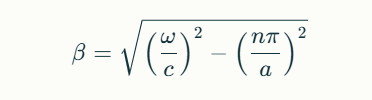 β = √((ω/c)² − (nπ/a)²)